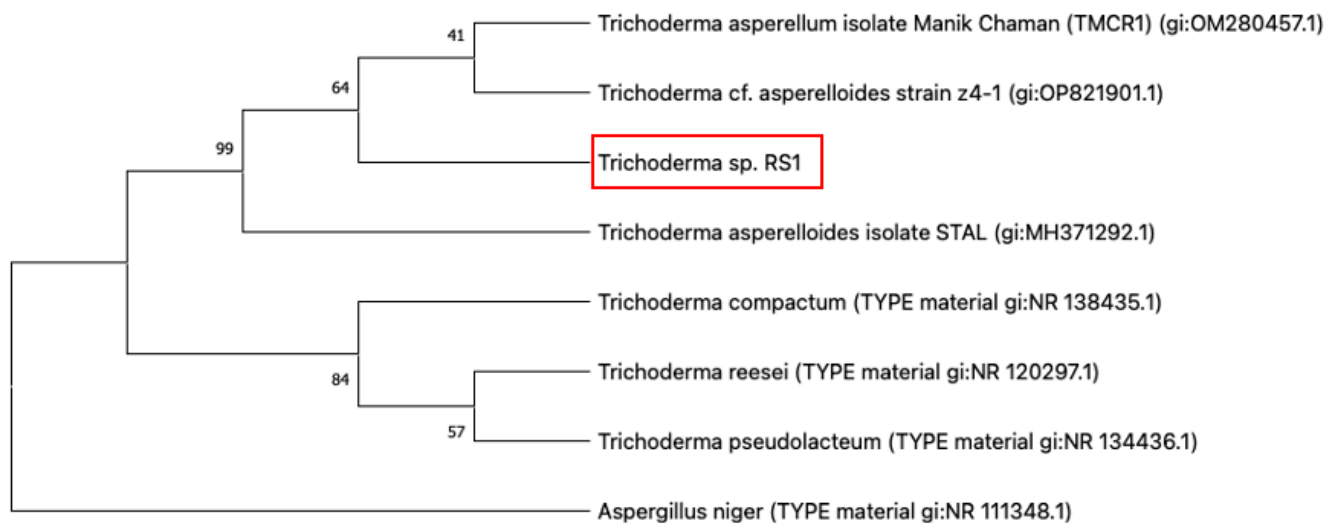 Trichoderma asperellum isolate Manik Chaman (TMCR1) (gi:OM280457.1)
41
64
Trichoderma cf. asperelloides strain z4-1 (gi:OP821901.1)
99
Trichoderma sp. RS1
Trichoderma asperelloides isolate STAL (gi:MH371292.1)
Trichoderma compactum (TYPE material gi:NR 138435.1)
84
Trichoderma reesei (TYPE material gi:NR 120297.1)
57
Trichoderma pseudolacteum (TYPE material gi:NR 134436.1)
Aspergillus niger (TYPE material gi:NR 111348.1)